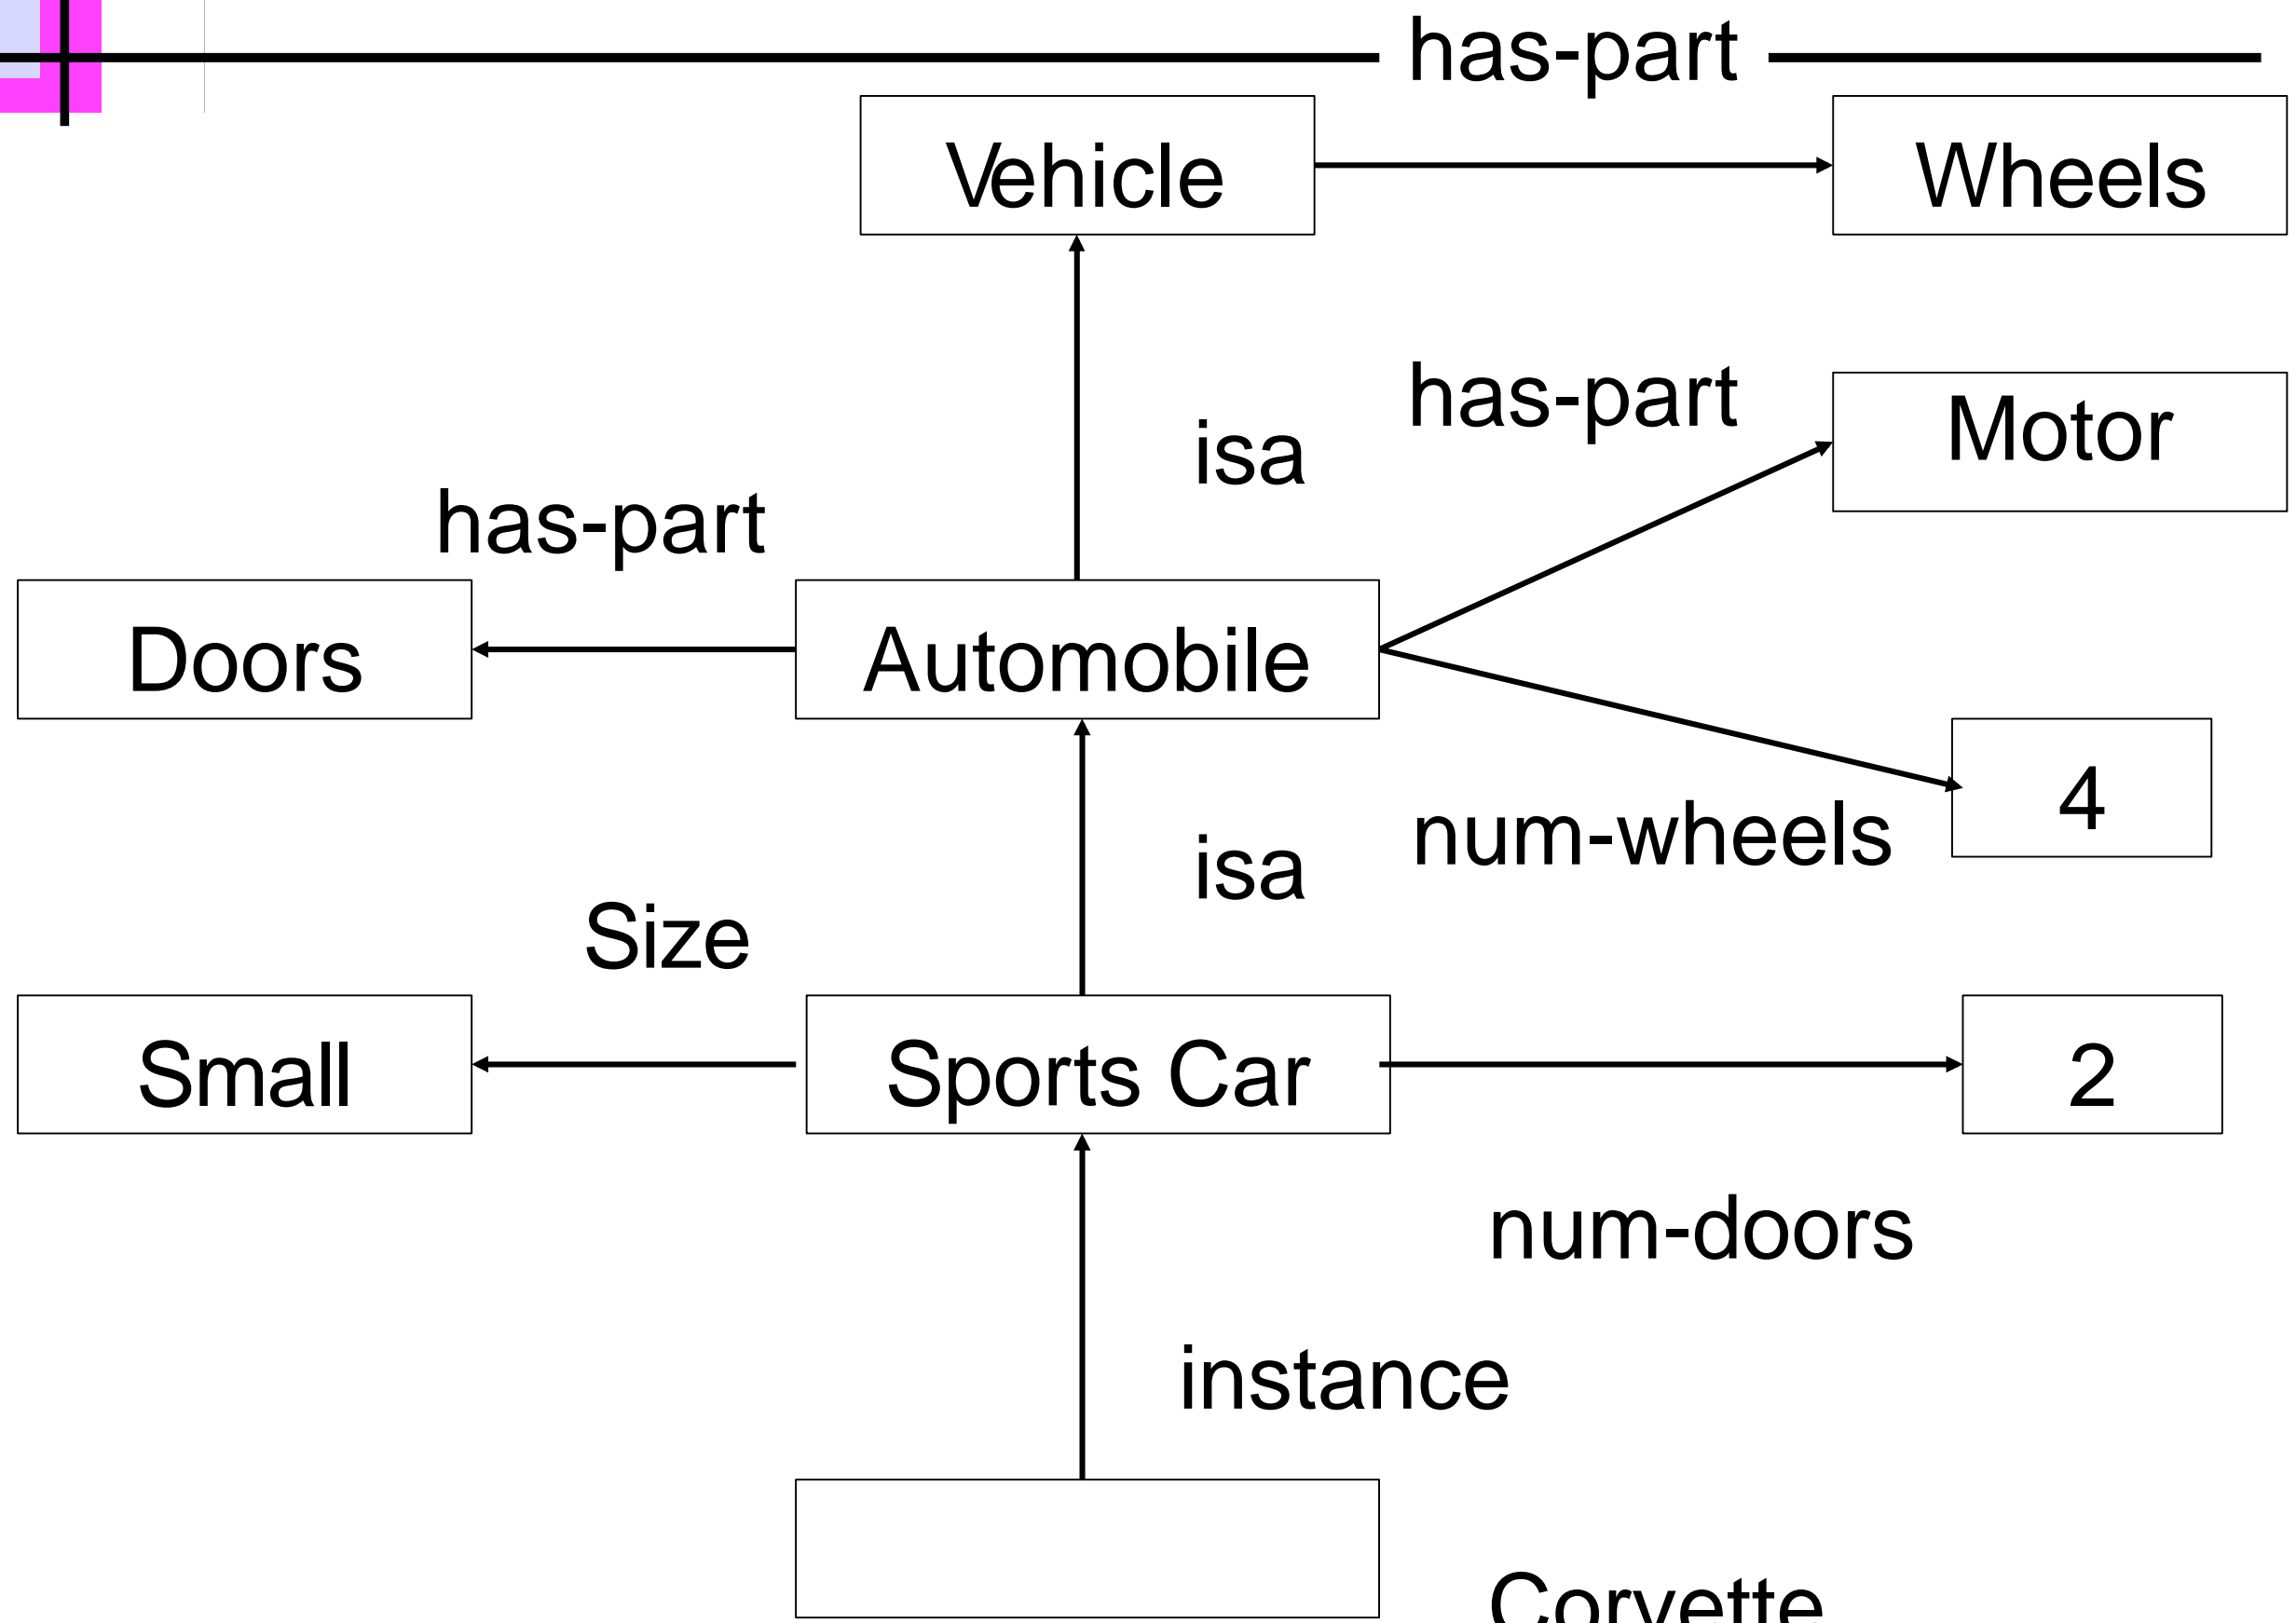 has-part
Vehicle
Wheels
has-part
Motor
isa
has-part
Doors
Automobile
4
num-wheels
isa
Size
Small
Sports Car
2
num-doors
instance
Corvette